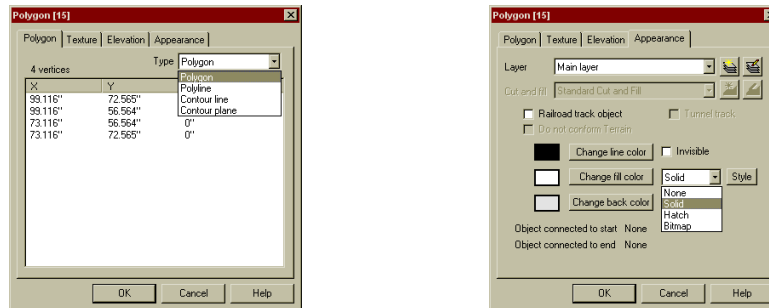 Polygon [15]
Polygon Texture Elevation Appearance
4 vertices
Type Polygon
Polygon
Polyline
Contour line
Contour plane
X Y
99.116" 72.565"
99.116" 56.564"
73.116" 56.564" 0"
73.116" 72.565" 0"
OK Cancel Help
Polygon [15]
Polygon Texture Elevation Appearance
Layer Main layer
Cut and fill Standard Cut and Fill
Railroad track object Tunnel track
Do not conform Terrain
Change line color Invisible
Change fill color Solid Style
None
Solid
Hatch
Bitmap
Change back color
Object connected to start None
Object connected to end None
OK Cancel Help